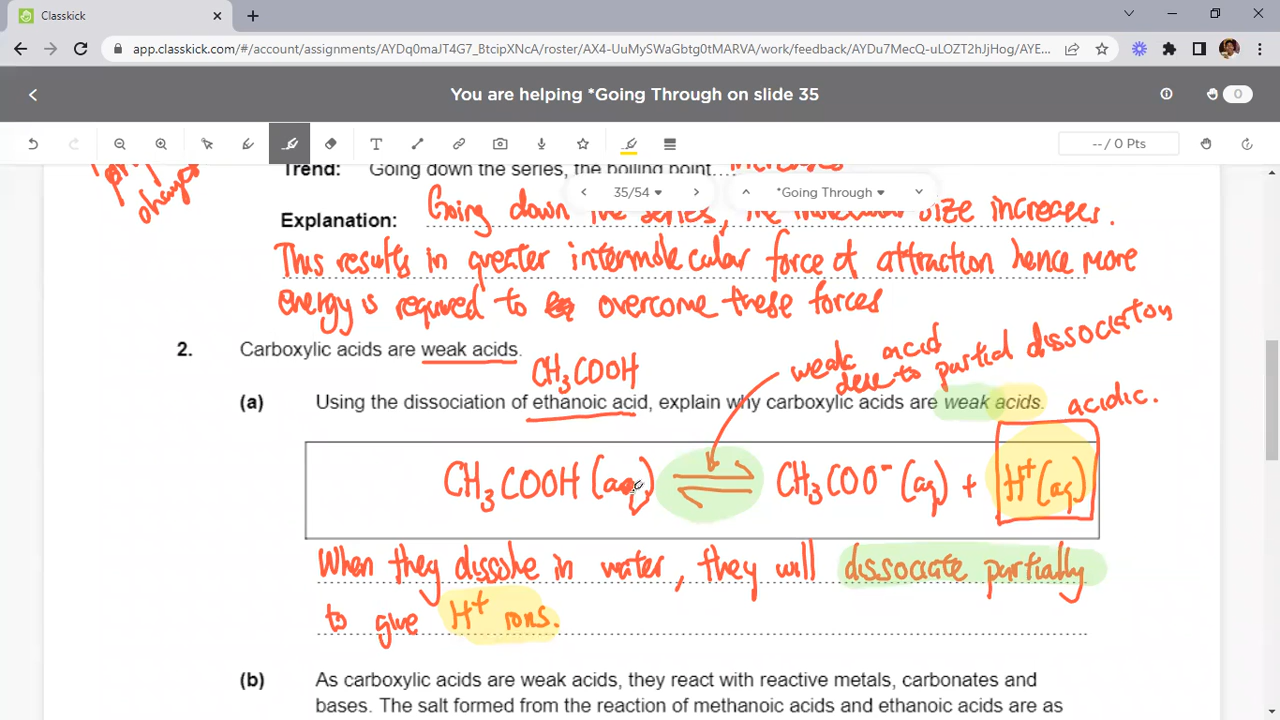 Classkick
app.classkick.com/#/account/assignments/AYDq0maJT4G7_BtcipXNCA/roster/AX4-UuMySWaGbtg0tMARVA/work/feedback/AYDu7MecQ-uLOZT2hJjHog/AYE...
You are helping *Going Through on slide 35
0
-- / 0 Pts
changes
Trend: Going down the series, the boiling point.... increases
35/54
*Going Through
Explanation: Going down the series, the molecular size increases.
This results in greater intermolecular force of attraction hence more
energy is required to overcome these forces
2. Carboxylic acids are weak acids.
CH₃COOH
weak acid
due to partial dissociation
(a) Using the dissociation of ethanoic acid, explain why carboxylic acids are weak acids.
acidic.
CH₃COOH (aq) ⇌ CH₃COO⁻ (aq) + H⁺(aq)
When they dissolve in water, they will dissociate partially
to give H⁺ ions.
(b) As carboxylic acids are weak acids, they react with reactive metals, carbonates and
bases. The salt formed from the reaction of methanoic acids and ethanoic acids are as